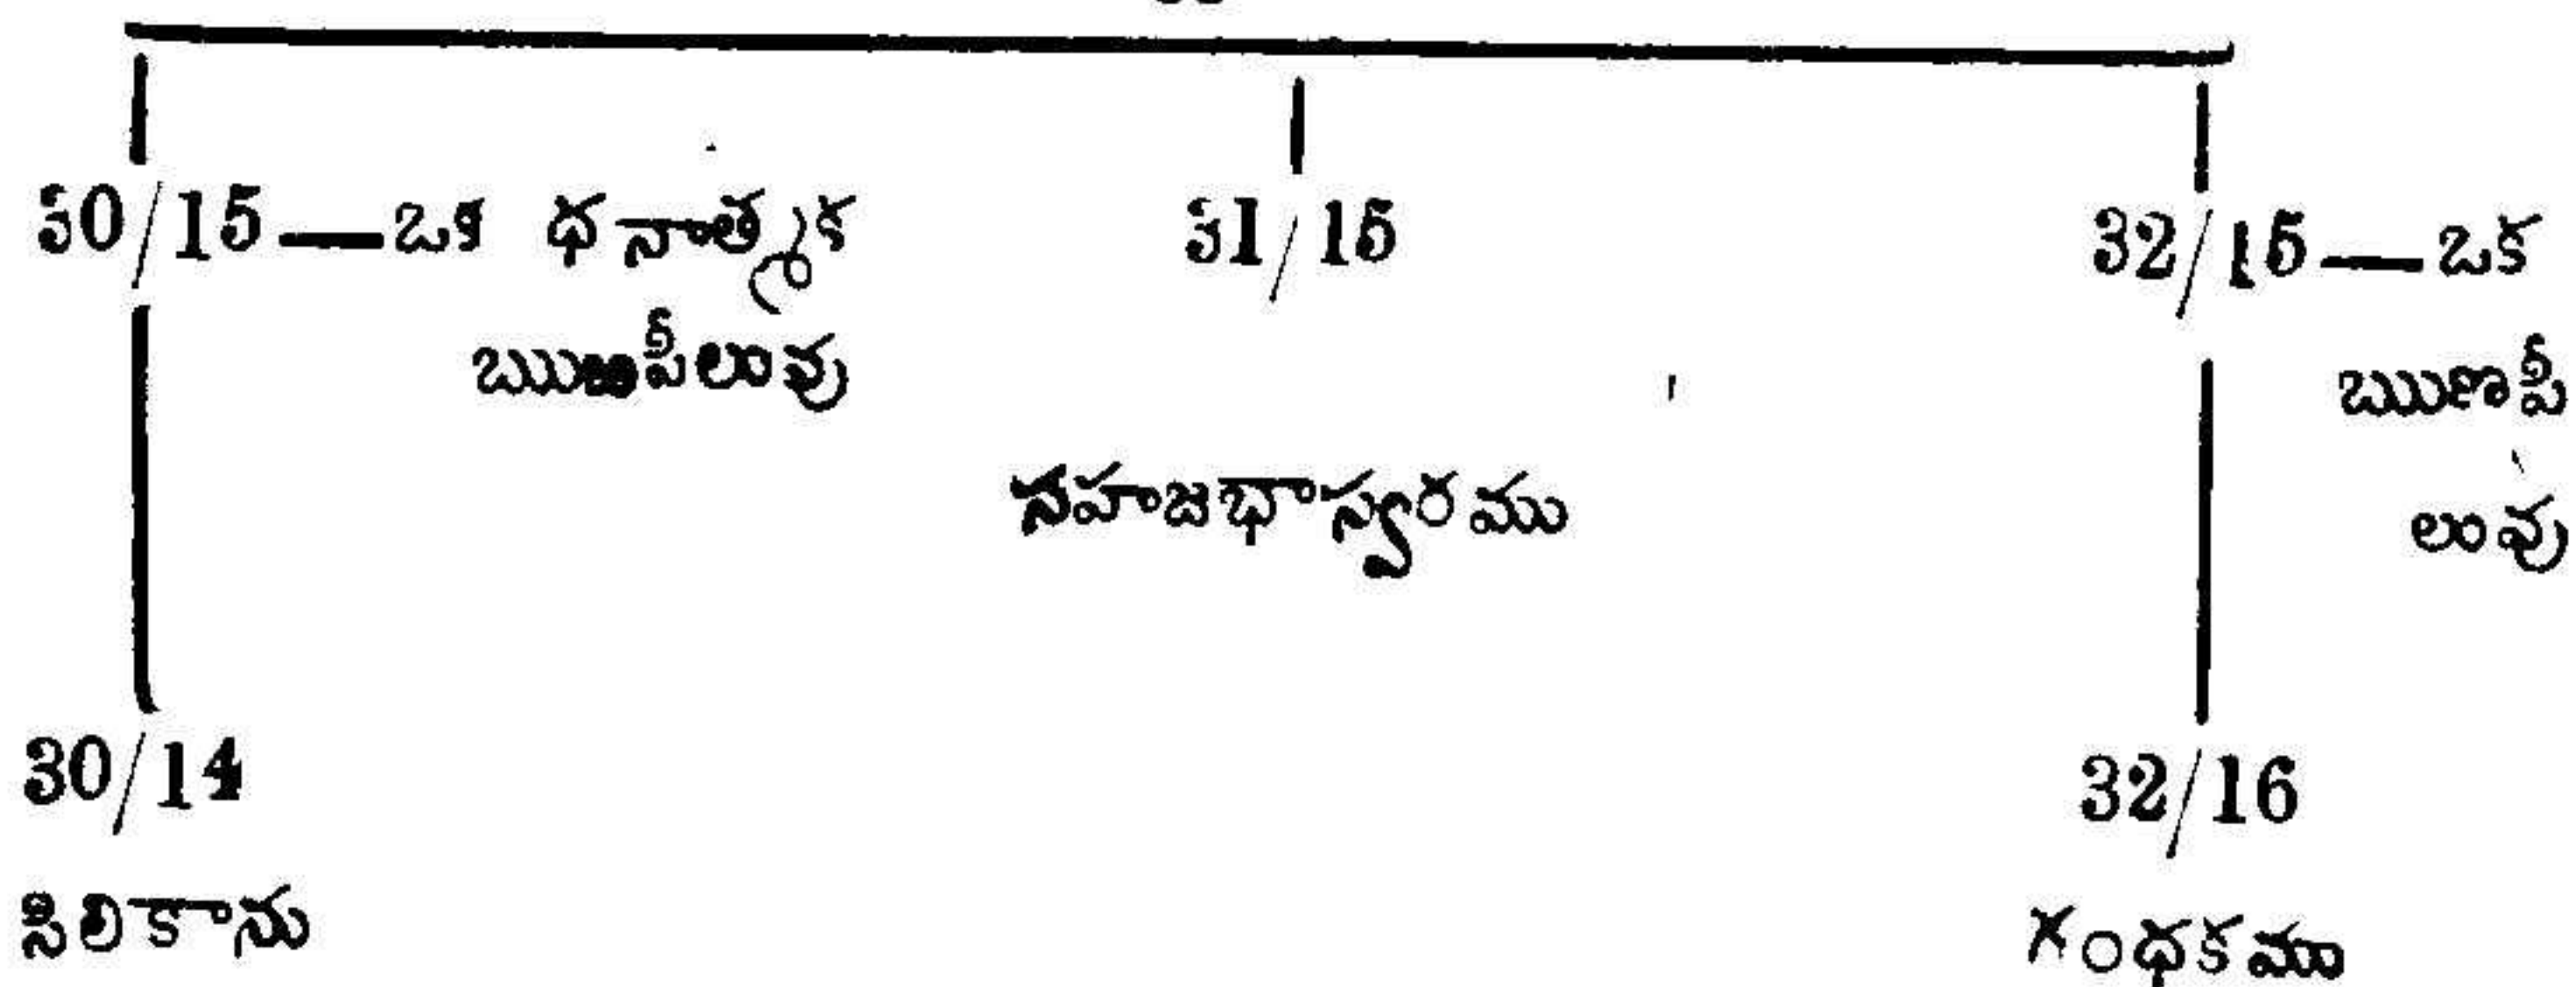 30/15—ఒక ధనాత్మక 31/15 32/15—ఒక
ఋణపీలువు ఋణపీ
సహజభాస్వరము లువు
30/14 32/16
సిలికాను గంధకము